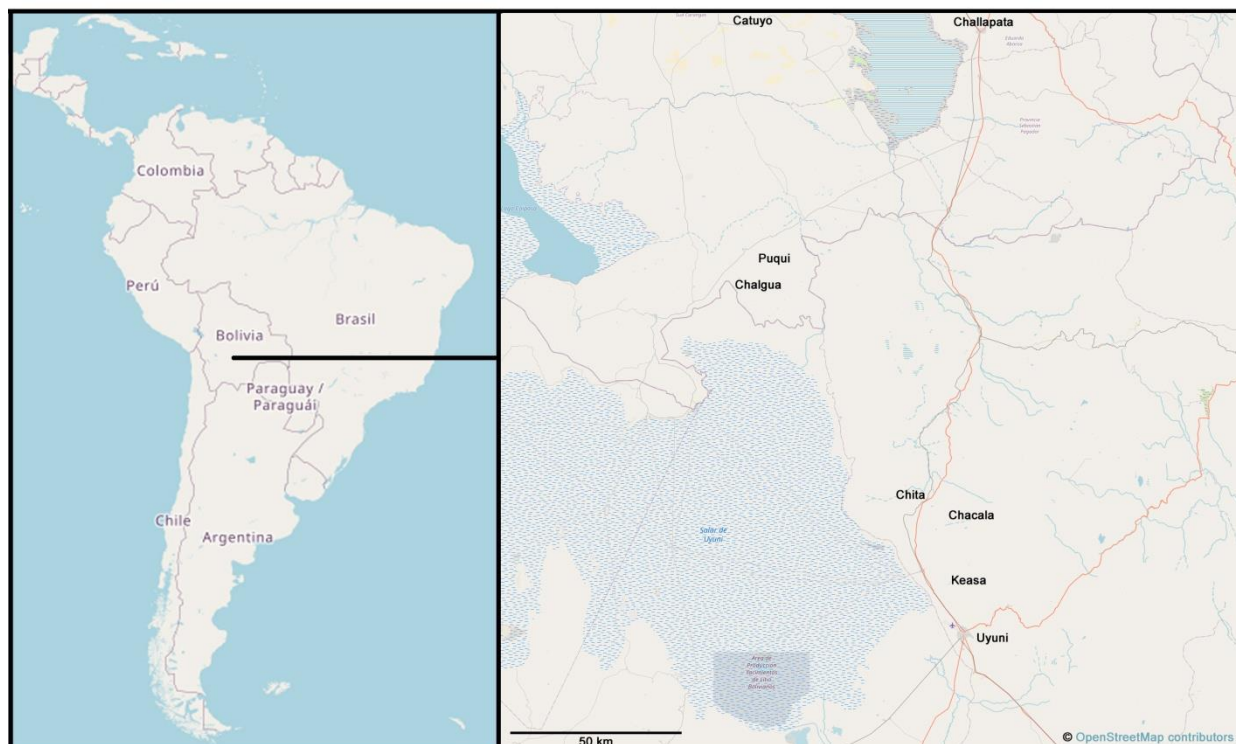 Colombia
Perú
Brasil
Bolivia
Paraguay /
Paraguái
Chile
Argentina
Catuyo
Challapata
Puqui
Chalgua
Chita
Chacala
Salar de
Uyuni
Keasa
Uyuni
50 km
© OpenStreetMap contributors